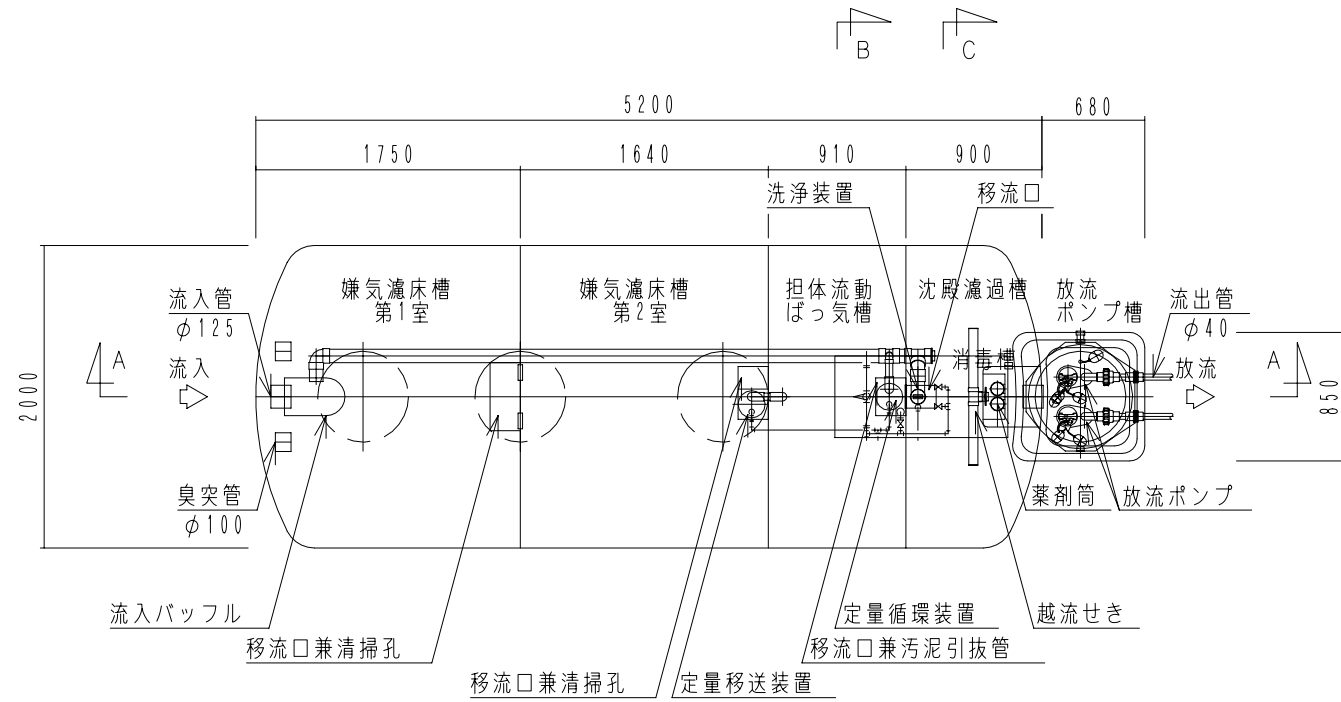 B
C
5200
680
1750
1640
910
900
洗浄装置
移流口
嫌気濾床槽
第1室
嫌気濾床槽
第2室
担体流動
ばっ気槽
沈殿濾過槽
放流
ポンプ槽
流入管
φ125
流出管
φ40
A
流入
消毒槽
放流
A
2000
850
臭突管
φ100
薬剤筒
放流ポンプ
流入バッフル
定量循環装置
越流せき
移流口兼清掃孔
移流口兼汚泥引抜管
移流口兼清掃孔
定量移送装置